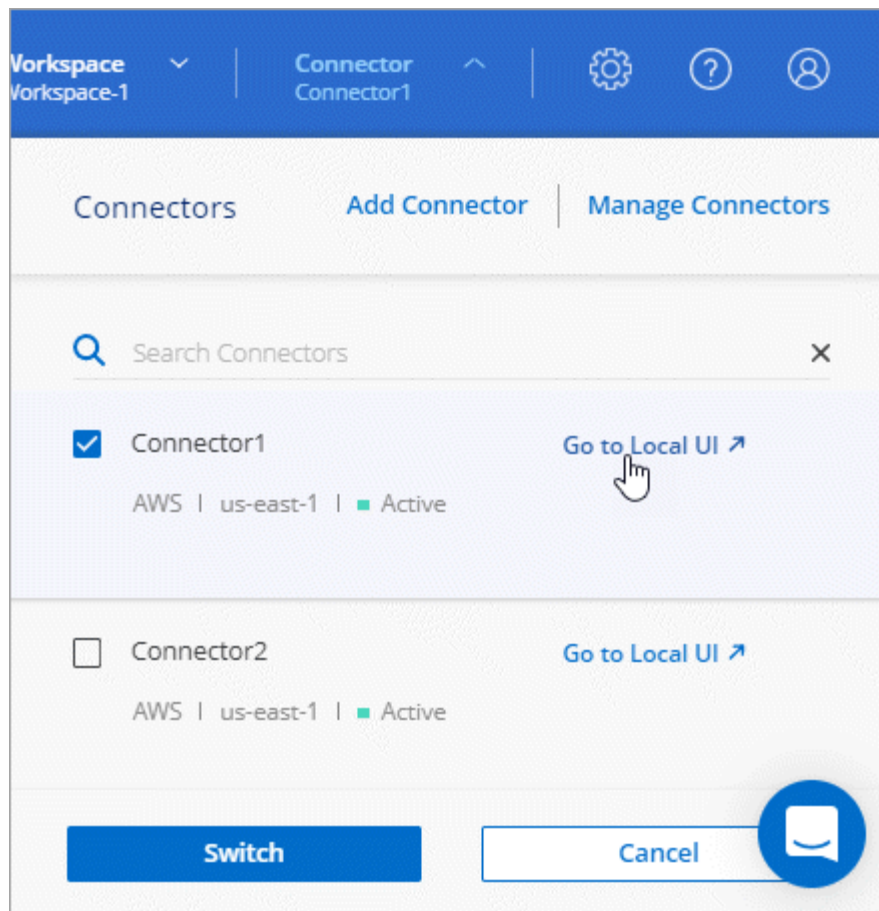 Workspace
Workspace-1
Connector
Connector1
Connectors
Add Connector
Manage Connectors
Search Connectors
Connector1
Go to Local UI
AWS | us-east-1 | Active
Connector2
Go to Local UI
AWS | us-east-1 | Active
Switch
Cancel